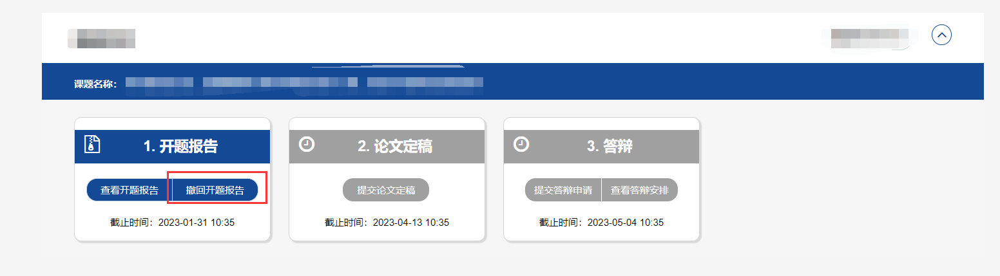 课题名称：
1. 开题报告
查看开题报告 撤回开题报告
截止时间：2023-01-31 10:35
2. 论文定稿
提交论文定稿
截止时间：2023-04-13 10:35
3. 答辩
提交答辩申请 查看答辩安排
截止时间：2023-05-04 10:35